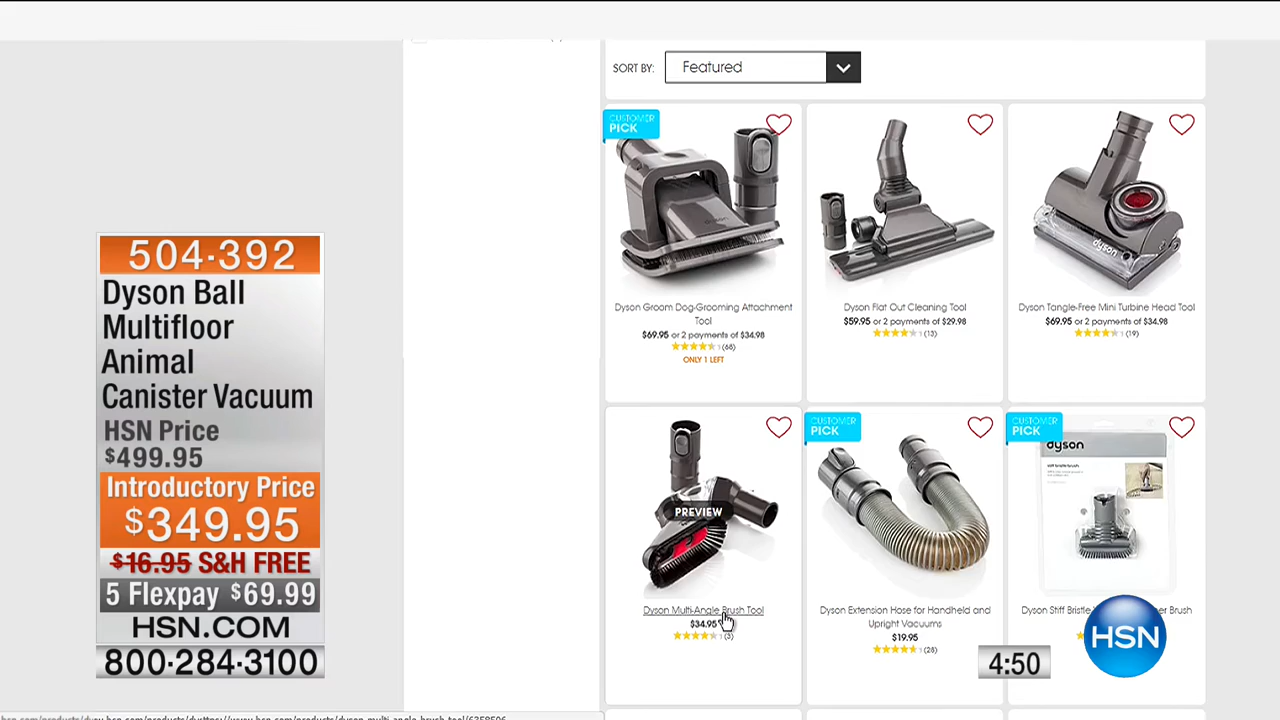 SORT BY:
Featured
CUSTOMER
PICK
Dyson Groom Dog-Grooming Attachment
Tool
$69.95 or 2 payments of $34.98
(68)
ONLY 1 LEFT
Dyson Flat Out Cleaning Tool
$59.95 or 2 payments of $29.98
(13)
dyson
Dyson Tangle-Free Mini Turbine Head Tool
$69.95 or 2 payments of $34.98
(19)
504·392
Dyson Ball
Multifloor
Animal
Canister Vacuum
HSN Price
$499.95
Introductory Price
$349.95
$16.95 S&H FREE
5 Flexpay $69.99
HSN.COM
800·284·3100
PREVIEW
Dyson Multi-Angle Brush Tool
$34.95
(3)
CUSTOMER
PICK
Dyson Extension Hose for Handheld and
Upright Vacuums
$19.95
(28)
CUSTOMER
PICK
dyson
Dyson Stiff Bristle Brush
HSN
4:50